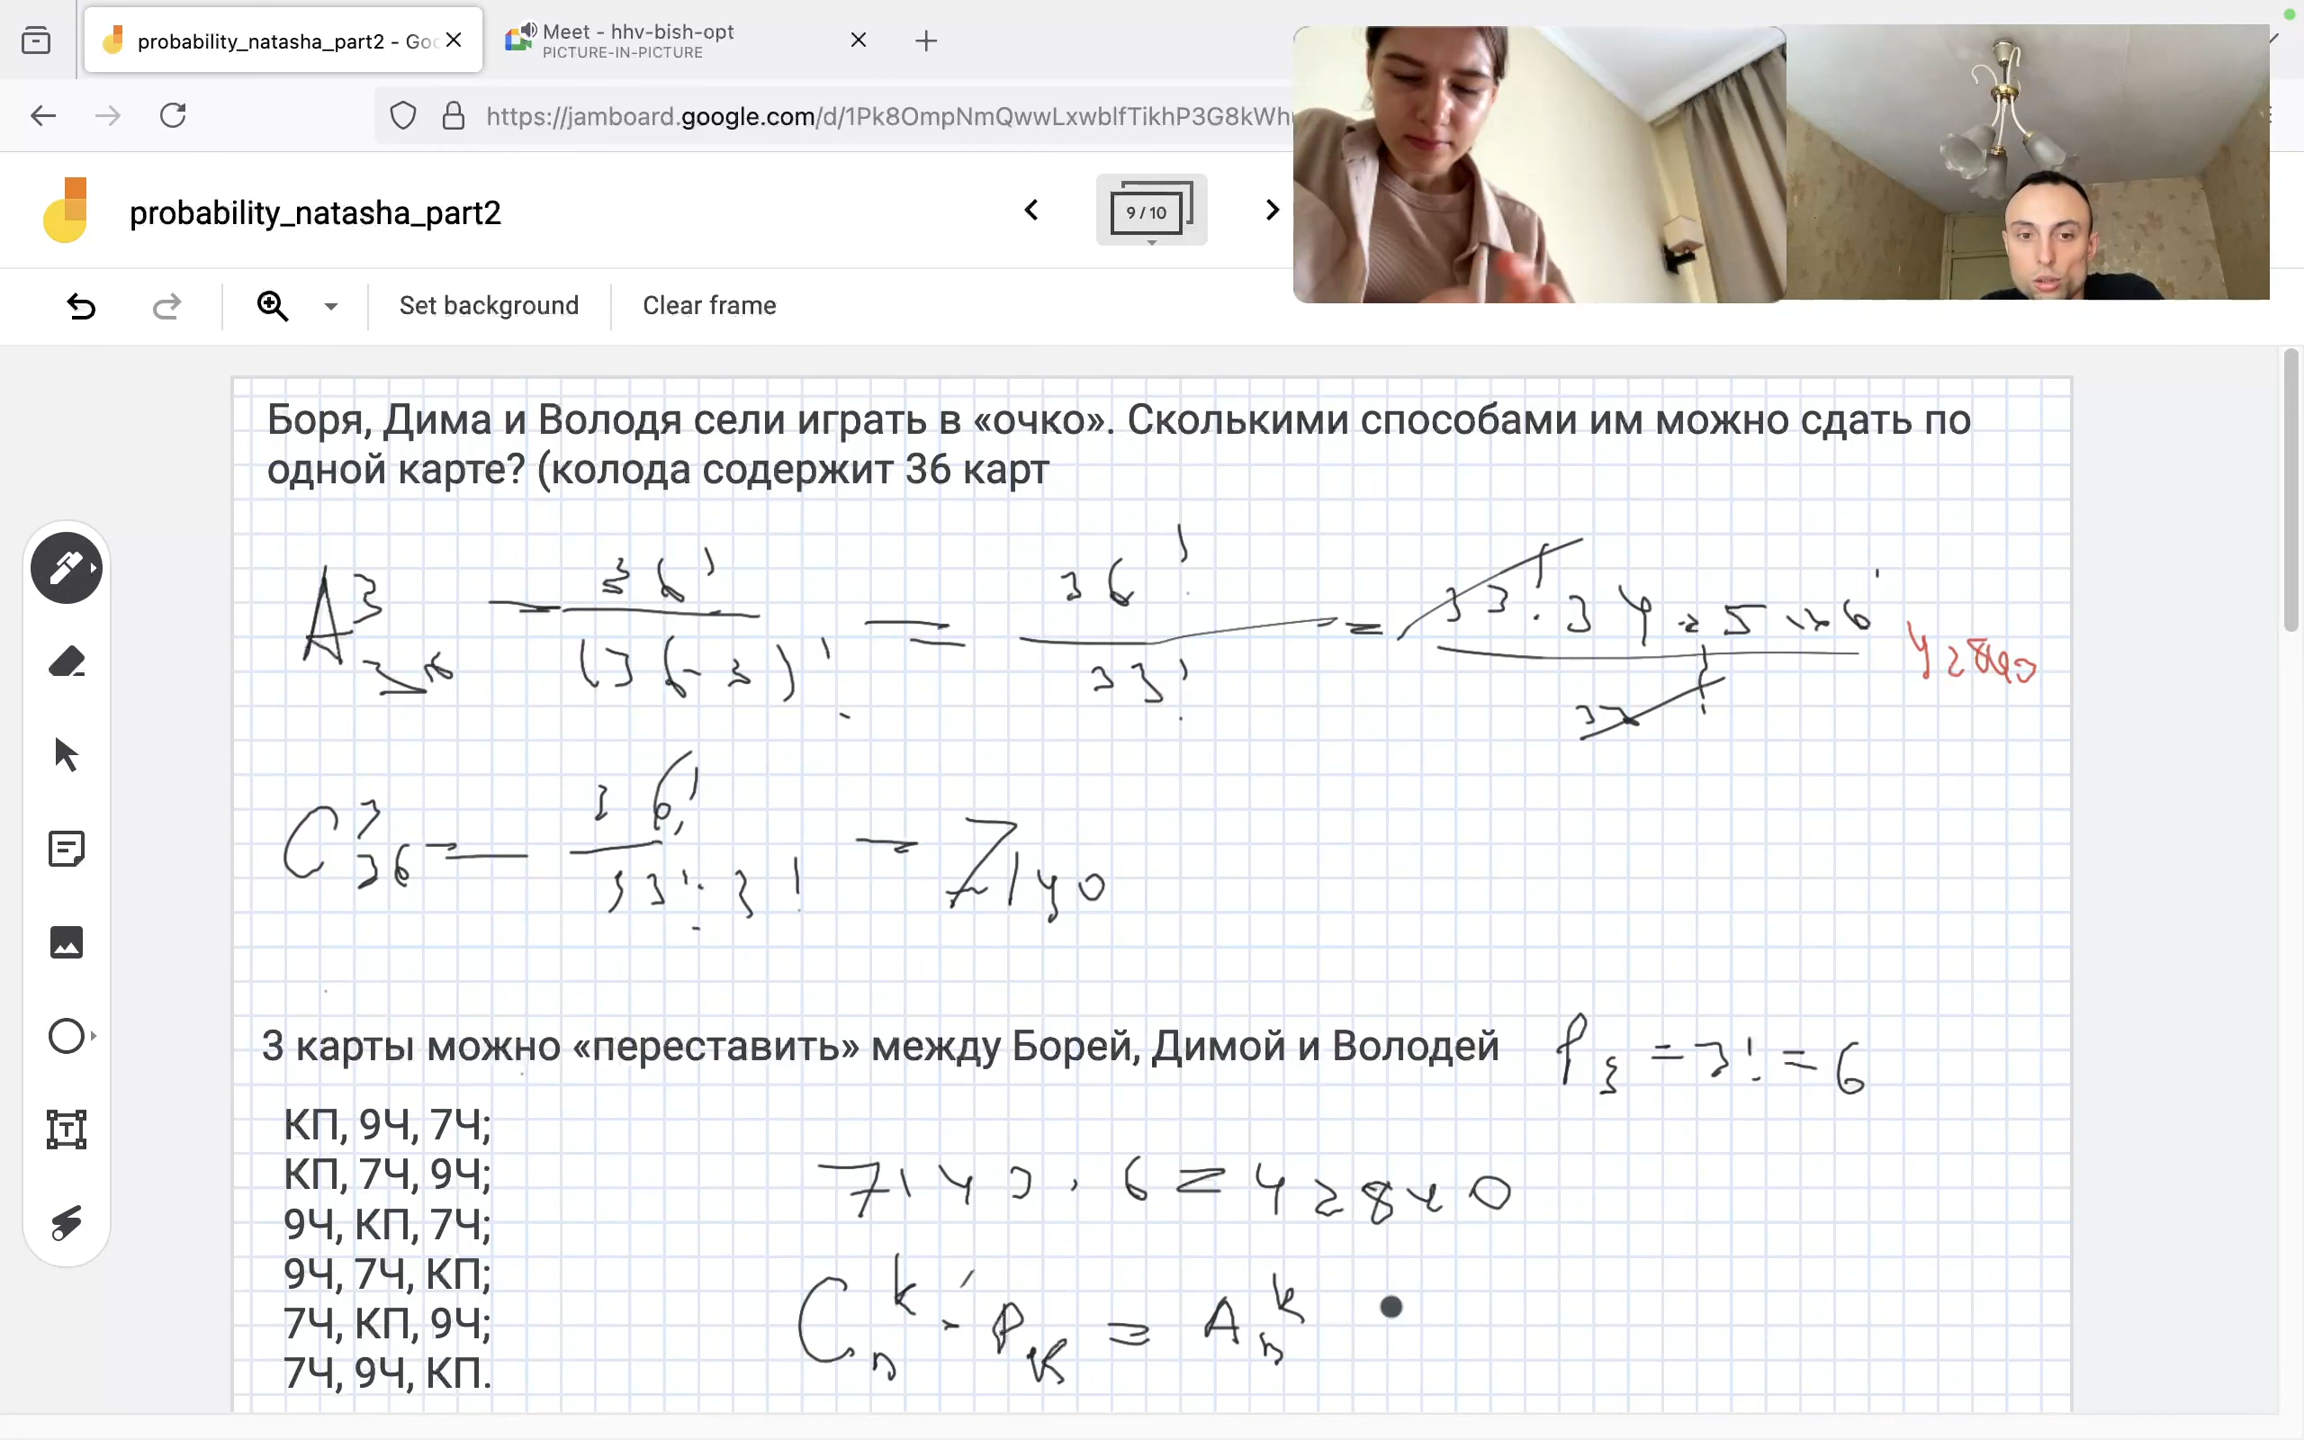 probability_natasha_part2 - Goo
Meet - hhv-bish-opt
PICTURE-IN-PICTURE
https://jamboard.google.com/d/1Pk8OmpNmQwwLxwblfTikhP3G8kWh
probability_natasha_part2
9 / 10
Set background
Clear frame
Боря, Дима и Володя сели играть в «очко». Сколькими способами им можно сдать по
одной карте? (колода содержит 36 карт
A³₃₆ = 36! / (36-3)! = 36! / 33! = 33! · 34 · 35 · 36 / 33! 42840
C³₃₆ = 36! / 33! · 3! = 7140
3 карты можно «переставить» между Борей, Димой и Володей P₃ = 3! = 6
КП, 9Ч, 7Ч;
КП, 7Ч, 9Ч;
7140 · 6 = 42840
9Ч, КП, 7Ч;
9Ч, 7Ч, КП;
7Ч, КП, 9Ч;
Cₙᵏ · Pₖ = Aₙᵏ
7Ч, 9Ч, КП.